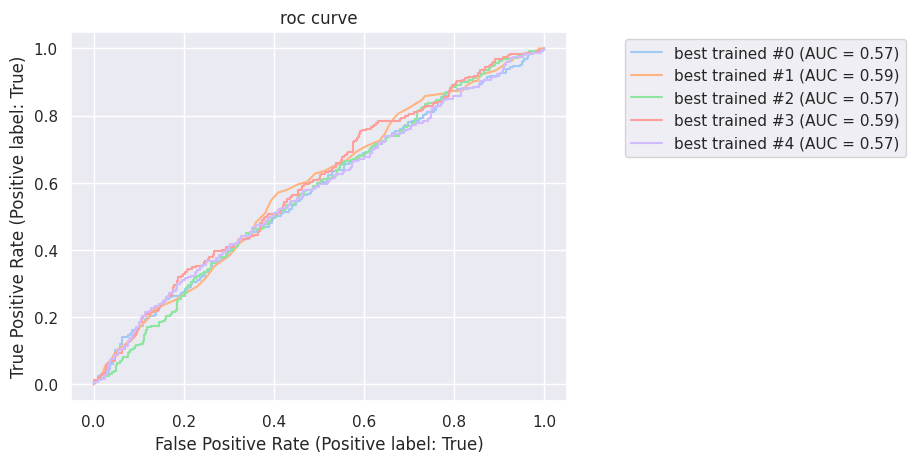 roc curve
True Positive Rate (Positive label: True)
1.0
0.8
0.6
0.4
0.2
0.0
0.0 0.2 0.4 0.6 0.8 1.0
False Positive Rate (Positive label: True)
best trained #0 (AUC = 0.57)
best trained #1 (AUC = 0.59)
best trained #2 (AUC = 0.57)
best trained #3 (AUC = 0.59)
best trained #4 (AUC = 0.57)